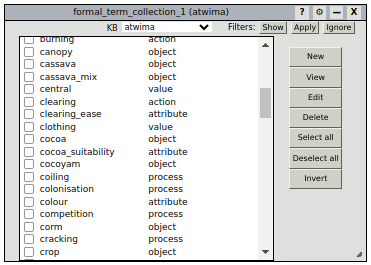 formal_term_collection_1 (atwima) ? — X
KB atwima Filters: Show Apply Ignore
burning action
canopy object
cassava object
cassava_mix object
central value
clearing action
clearing_ease attribute
clothing value
cocoa object
cocoa_suitability attribute
cocoyam object
coiling process
colonisation process
colour attribute
competition process
corm object
cracking process
crop object
New
View
Edit
Delete
Select all
Deselect all
Invert